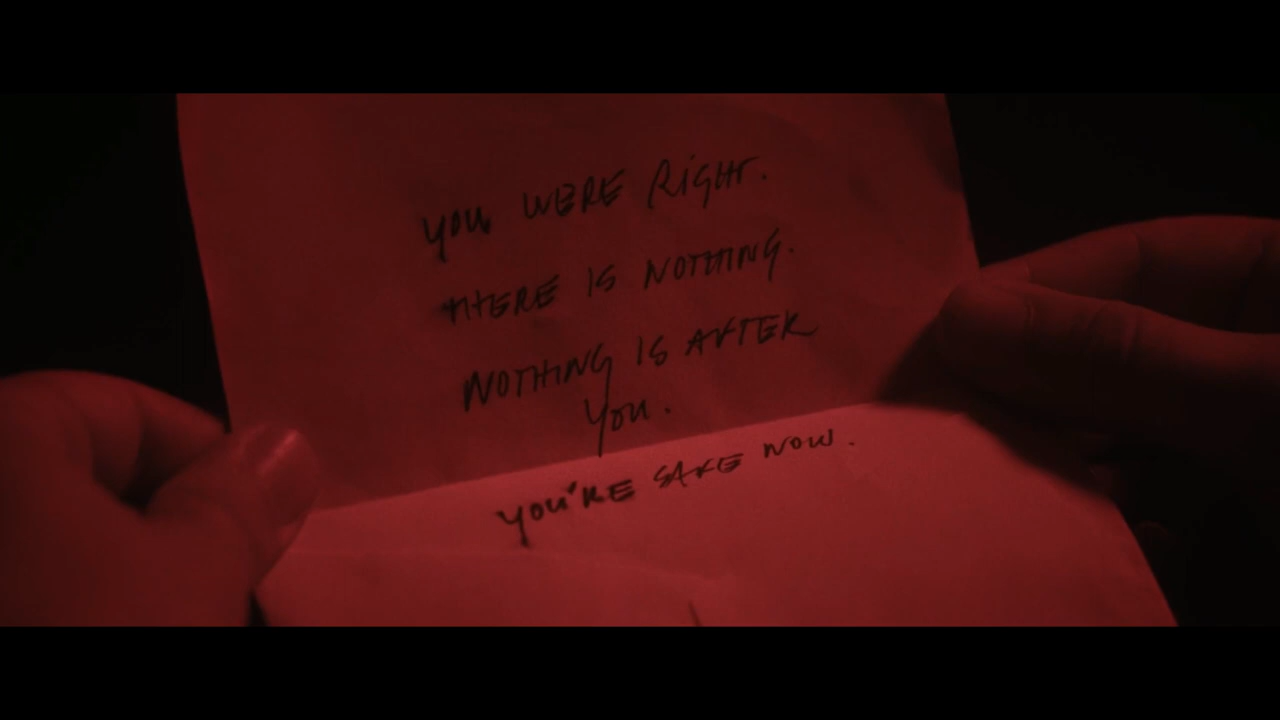 YOU WERE RIGHT.
THERE IS NOTHING.
NOTHING IS AFTER
YOU.
YOU'RE SAFE NOW.